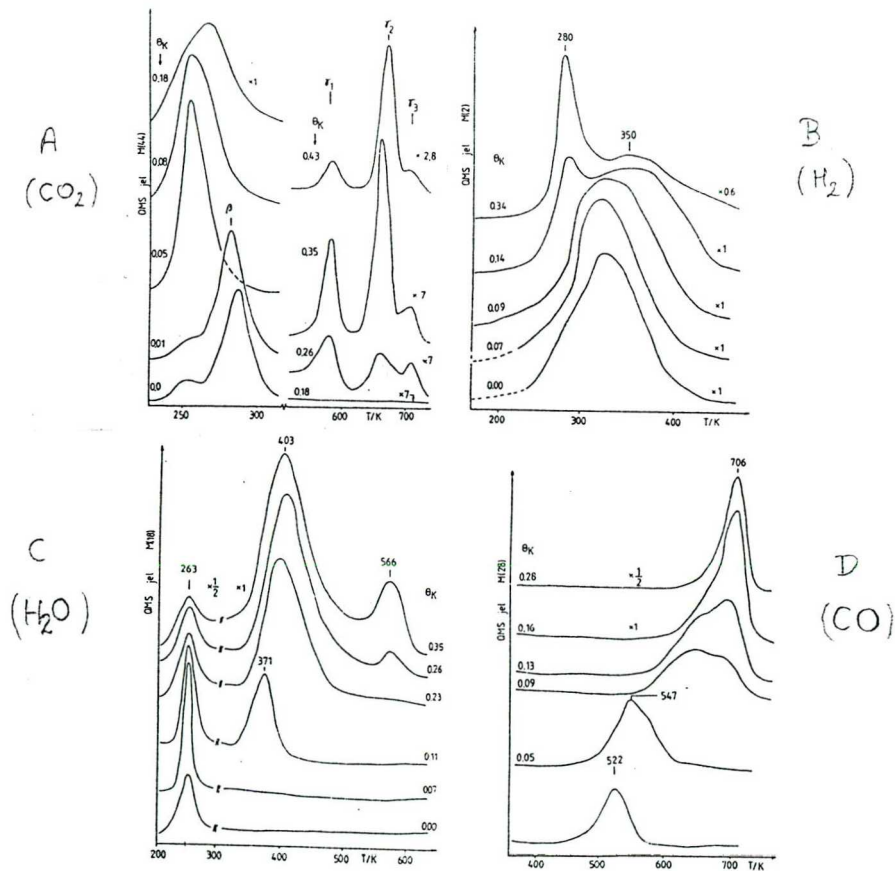 A
(CO₂)
QMS jel M(44)
θK
0,18
×1
0,08
0,05
β
0,01
0,0
250
300
T/K
γ1
γ2
γ3
θK
0,43
× 2,8
0,35
× 7
0,26
×7
0,18
600
700
T/K
B
(H₂)
QMS jel M(2)
280
350
θK
0.34
×0.6
0.14
×1
0.09
×1
0.07
×1
0.00
×1
200
300
400
T/K
C
(H₂O)
QMS jel M(18)
263
×1/2
×1
403
566
θK
0.35
0.26
0.23
371
0.11
0.07
0.00
200
300
400
500
600
T/K
D
(CO)
QMS jel M(28)
706
θK
0.28
×1/2
0.16
×1
0.13
0.09
547
0.05
522
400
500
600
700
T/K